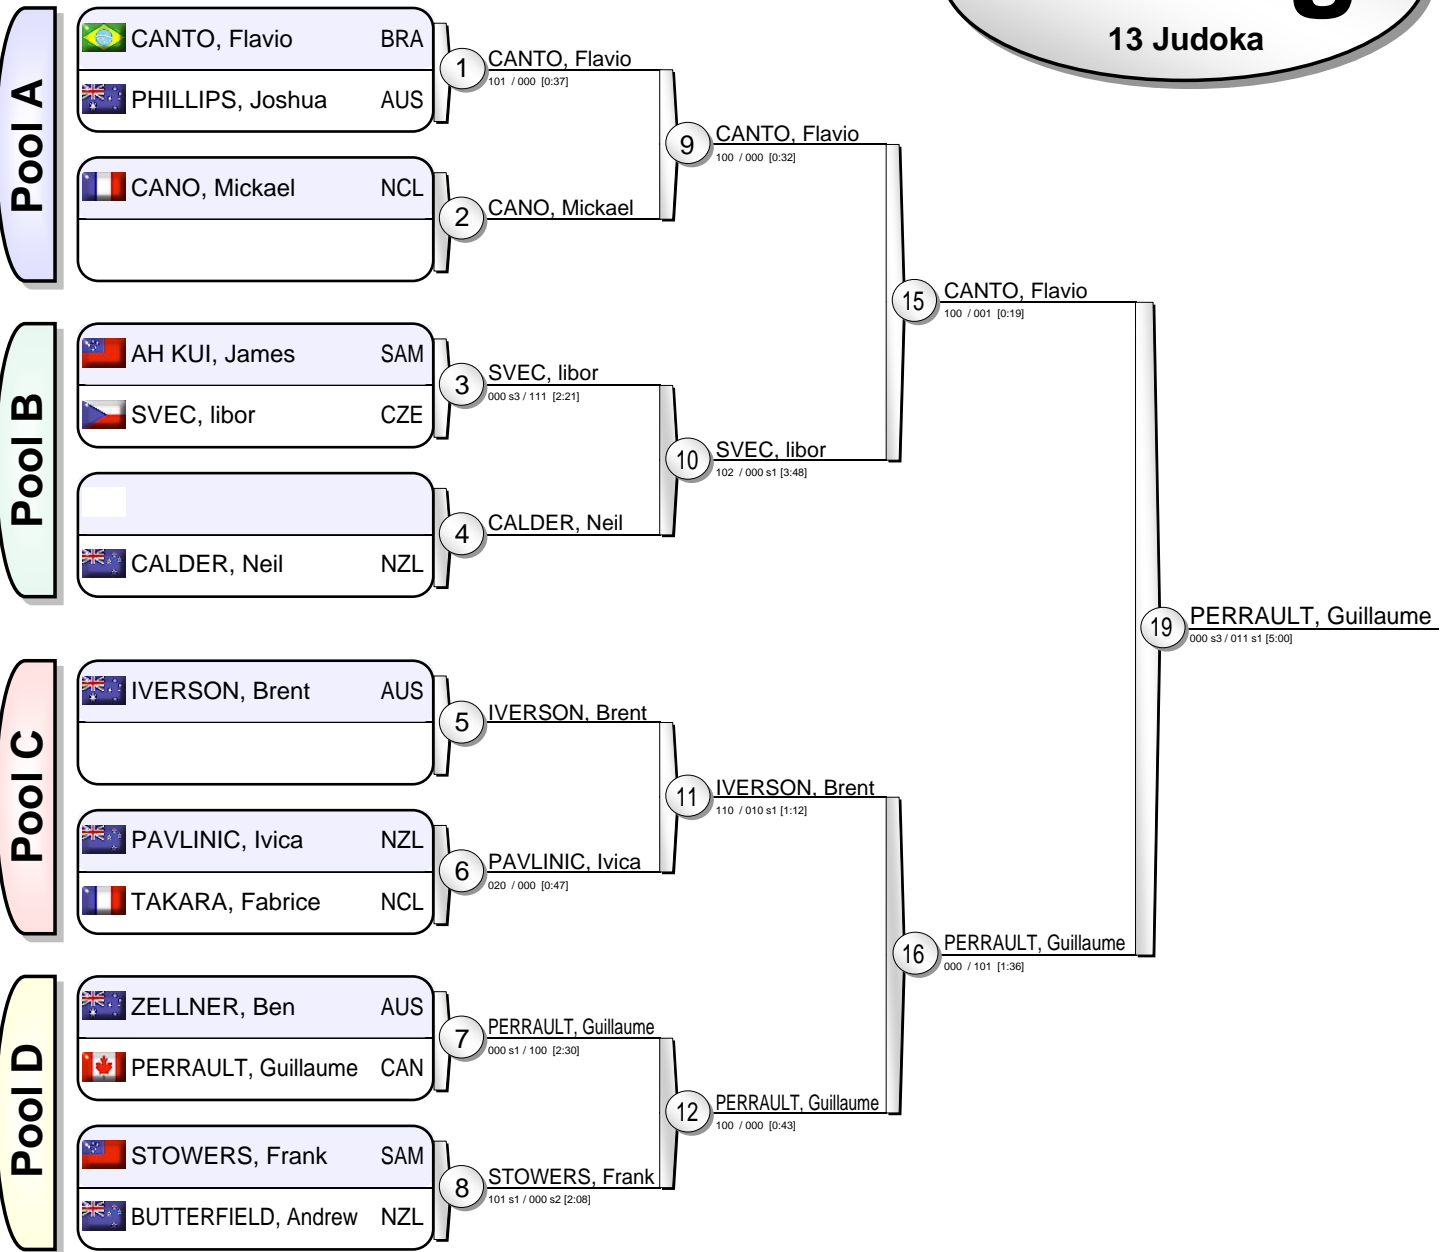 13 Judoka
Pool A
CANTO, Flavio BRA
PHILLIPS, Joshua AUS
CANO, Mickael NCL
1
CANTO, Flavio
101 / 000 [0:37]
2
CANO, Mickael
9
CANTO, Flavio
100 / 000 [0:32]
Pool B
AH KUI, James SAM
SVEC, libor CZE
CALDER, Neil NZL
3
SVEC, libor
000 s3 / 111 [2:21]
4
CALDER, Neil
10
SVEC, libor
102 / 000 s1 [3:48]
15
CANTO, Flavio
100 / 001 [0:19]
Pool C
IVERSON, Brent AUS
PAVLINIC, Ivica NZL
TAKARA, Fabrice NCL
5
IVERSON, Brent
6
PAVLINIC, Ivica
020 / 000 [0:47]
11
IVERSON, Brent
110 / 010 s1 [1:12]
Pool D
ZELLNER, Ben AUS
PERRAULT, Guillaume CAN
STOWERS, Frank SAM
BUTTERFIELD, Andrew NZL
7
PERRAULT, Guillaume
000 s1 / 100 [2:30]
8
STOWERS, Frank
101 s1 / 000 s2 [2:08]
12
PERRAULT, Guillaume
100 / 000 [0:43]
16
PERRAULT, Guillaume
000 / 101 [1:36]
19
PERRAULT, Guillaume
000 s3 / 011 s1 [5:00]